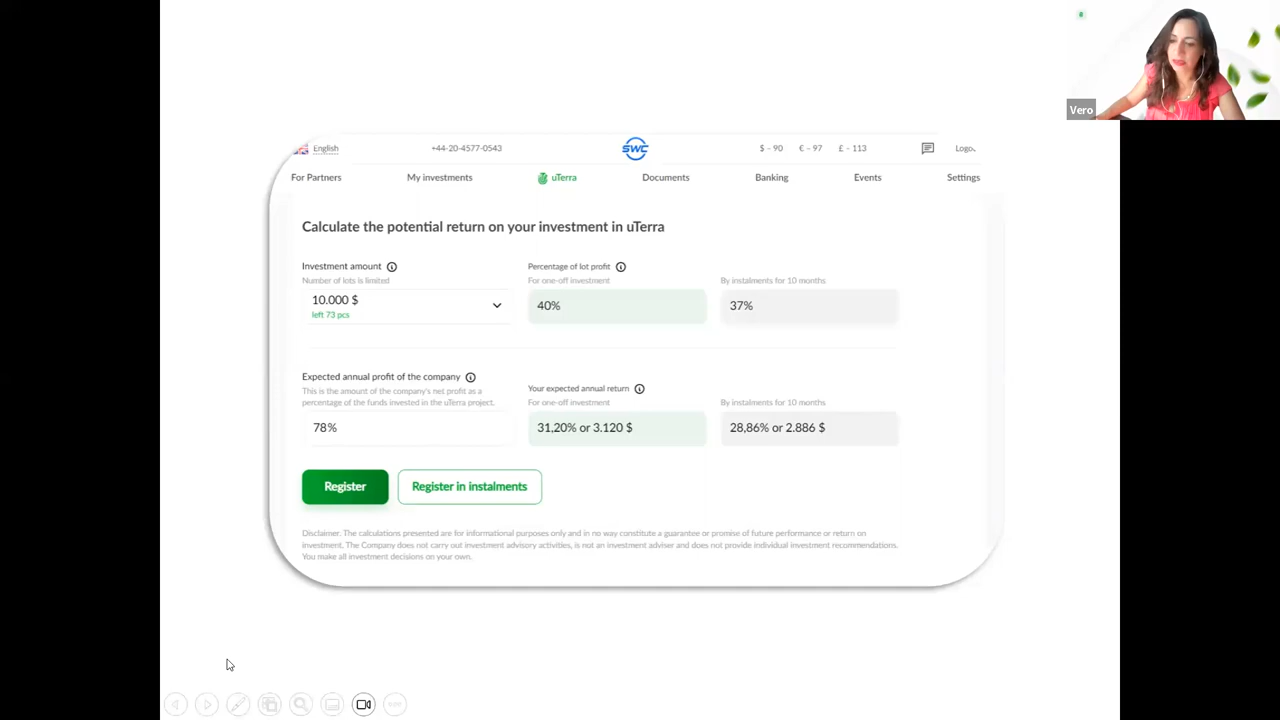 Vero
English
+44-20-4577-0543
SWC
$ - 90 € - 97 £ - 113
For Partners My investments uTerra Documents Banking Events Settings
Calculate the potential return on your investment in uTerra
Investment amount
Number of lots is limited
10.000 $
left 73 pcs
Percentage of lot profit
For one-off investment
40%
By instalments for 10 months
37%
Expected annual profit of the company
This is the amount of the company's net profit as a
percentage of the funds invested in the uTerra project.
78%
Your expected annual return
For one-off investment
31,20% or 3.120 $
By instalments for 10 months
28,86% or 2.886 $
Register
Register in instalments
Disclaimer. The calculations presented are for informational purposes only and in no way constitute a guarantee or promise of future performance or return on
investment. The Company does not carry out investment advisory activities, is not an investment adviser and does not provide individual investment recommendations.
You make all investment decisions on your own.